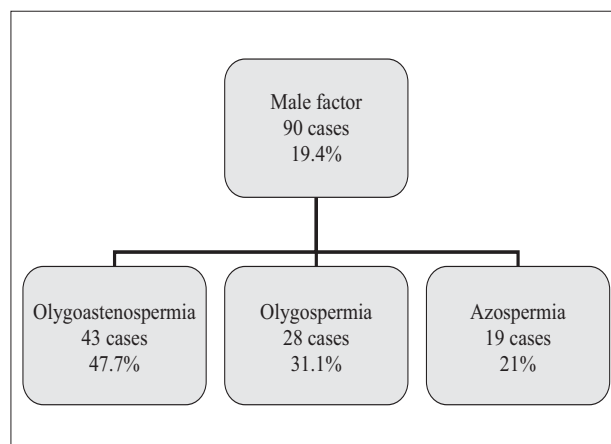 Male factor
90 cases
19.4%
Olygoastenospermia
43 cases
47.7%
Olygospermia
28 cases
31.1%
Azospermia
19 cases
21%